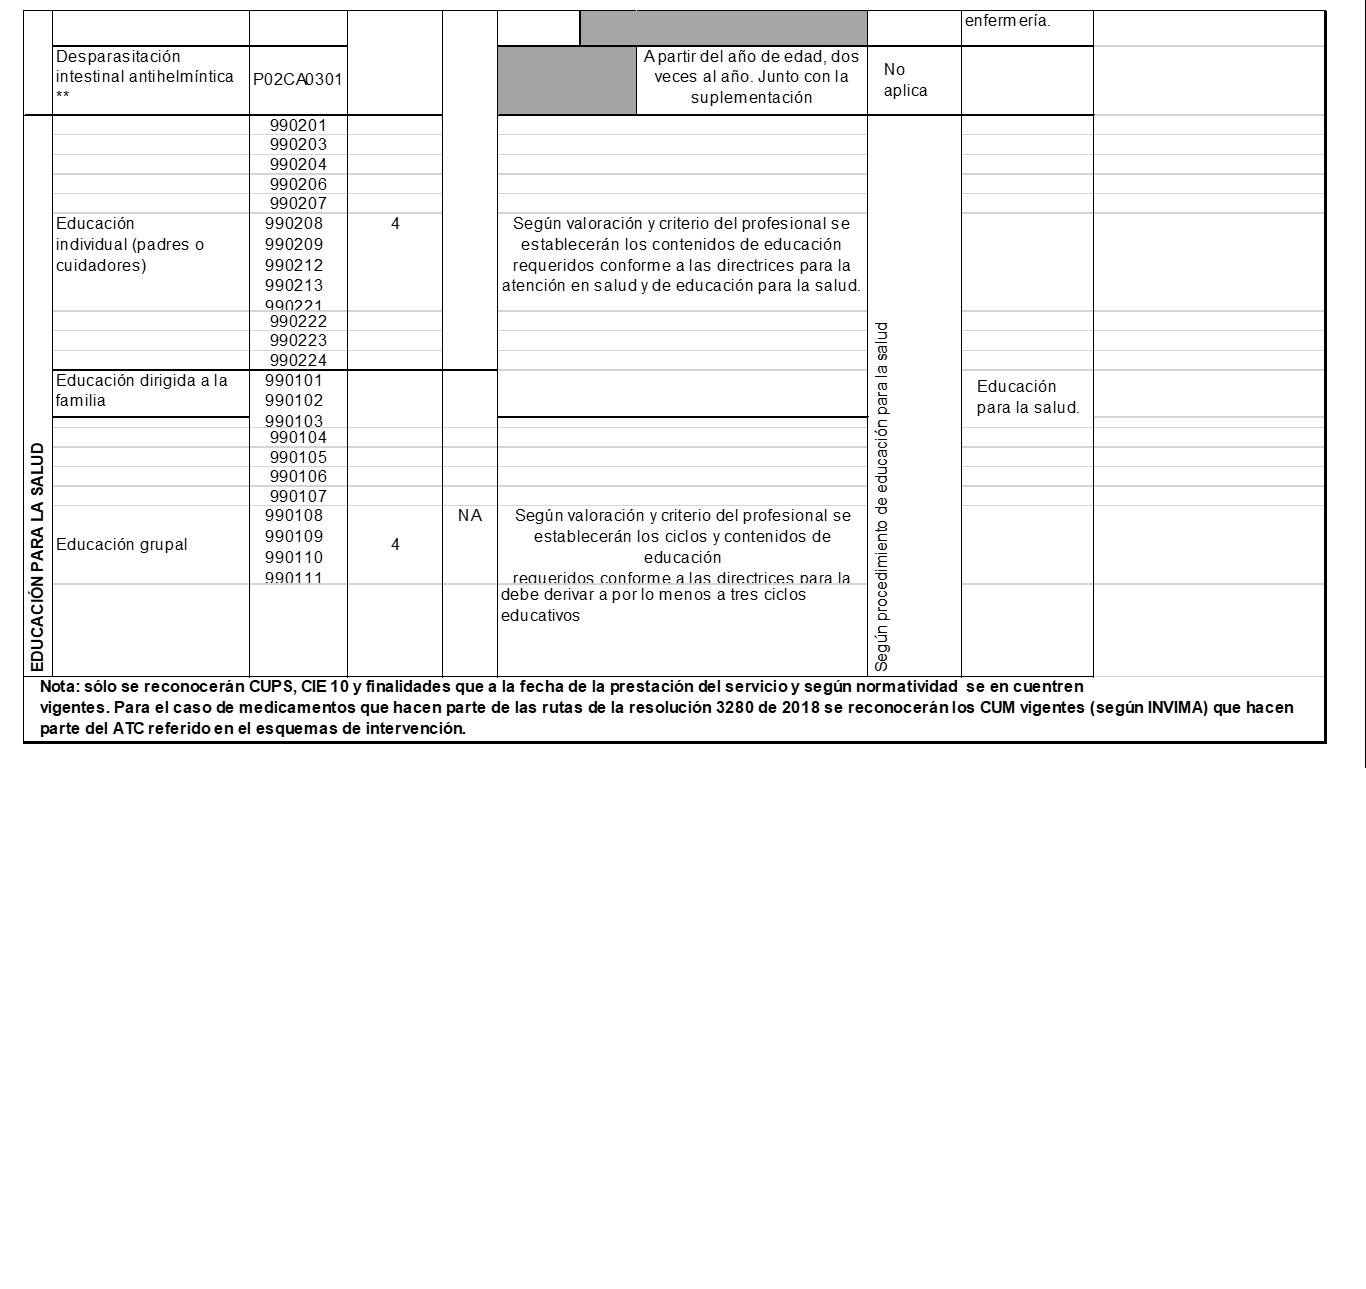 enfermería.
Desparasitación
intestinal antihelmíntica
**
P02CA0301
A partir del año de edad, dos
veces al año. Junto con la
suplementación
No
aplica
EDUCACIÓN PARA LA SALUD
990201
990203
990204
990206
990207
Educación
individual (padres o
cuidadores)
990208
990209
990212
990213
990221
4
Según valoración y criterio del profesional se
establecerán los contenidos de educación
requeridos conforme a las directrices para la
atención en salud y de educación para la salud.
990222
990223
990224
Según procedimiento de educación para la salud
Educación dirigida a la
familia
990101
990102
990103
Educación
para la salud.
990104
990105
990106
990107
Educación grupal
990108
990109
990110
990111
4
NA
Según valoración y criterio del profesional se
establecerán los ciclos y contenidos de
educación
requeridos conforme a las directrices para la
debe derivar a por lo menos a tres ciclos
educativos
Nota: sólo se reconocerán CUPS, CIE 10 y finalidades que a la fecha de la prestación del servicio y según normatividad se en cuentren
vigentes. Para el caso de medicamentos que hacen parte de las rutas de la resolución 3280 de 2018 se reconocerán los CUM vigentes (según INVIMA) que hacen
parte del ATC referido en el esquemas de intervención.